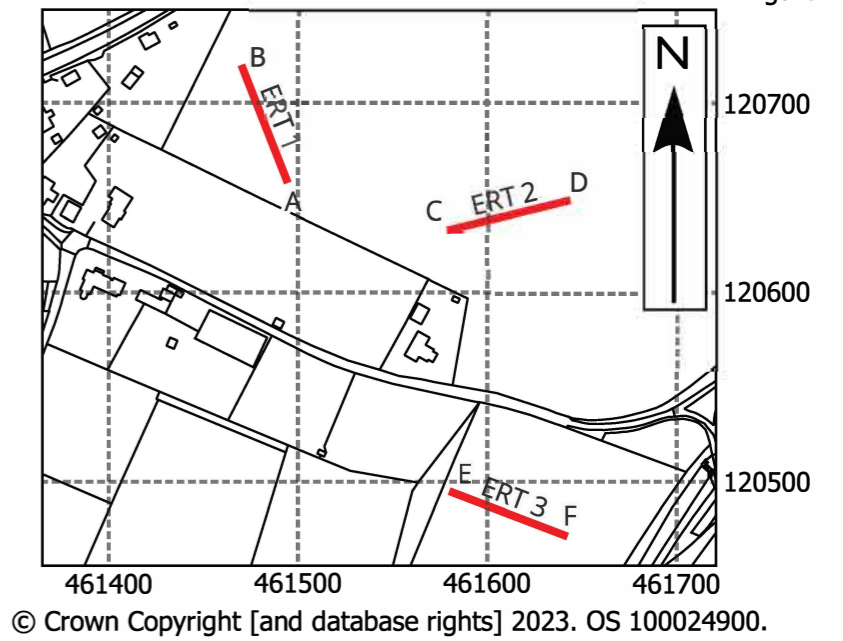 N
B
ERT 1
A
120700
C
ERT 2
D
120600
E
ERT 3
F
120500
461400
461500
461600
461700
© Crown Copyright [and database rights] 2023. OS 100024900.